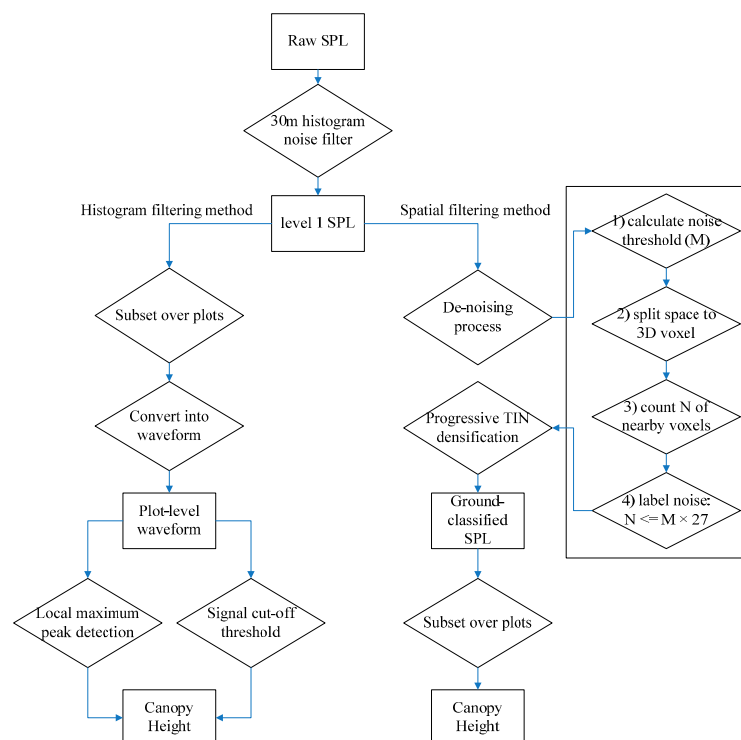 Raw SPL
30m histogram
noise filter
Histogram filtering method
level 1 SPL
Spatial filtering method
Subset over plots
Convert into
waveform
Plot-level
waveform
Local maximum
peak detection
Signal cut-off
threshold
Canopy
Height
De-noising
process
1) calculate noise
threshold (M)
2) split space to
3D voxel
3) count N of
nearby voxels
4) label noise:
N <= M × 27
Progressive TIN
densification
Ground-
classified
SPL
Subset over plots
Canopy
Height